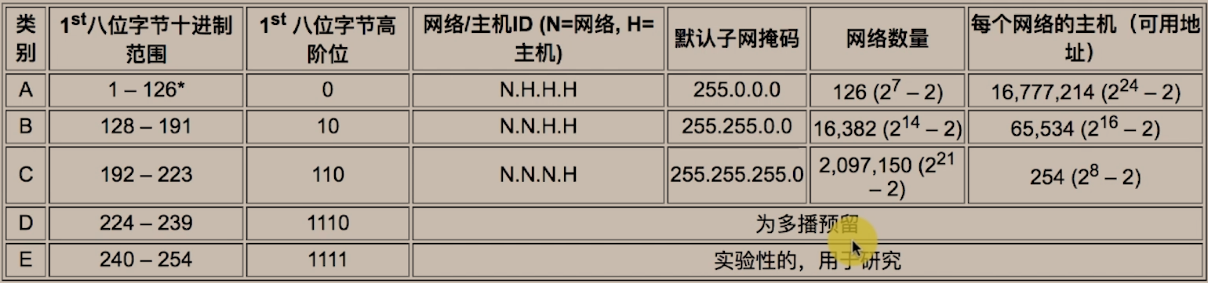 类别 1st八位字节十进制范围 1st 八位字节高阶位 网络/主机ID (N=网络, H=主机) 默认子网掩码 网络数量 每个网络的主机（可用地址）
A 1 – 126* 0 N.H.H.H 255.0.0.0 126 (2^7 – 2) 16,777,214 (2^24 – 2)
B 128 – 191 10 N.N.H.H 255.255.0.0 16,382 (2^14 – 2) 65,534 (2^16 – 2)
C 192 – 223 110 N.N.N.H 255.255.255.0 2,097,150 (2^21 – 2) 254 (2^8 – 2)
D 224 – 239 1110 为多播预留
E 240 – 254 1111 实验性的，用于研究